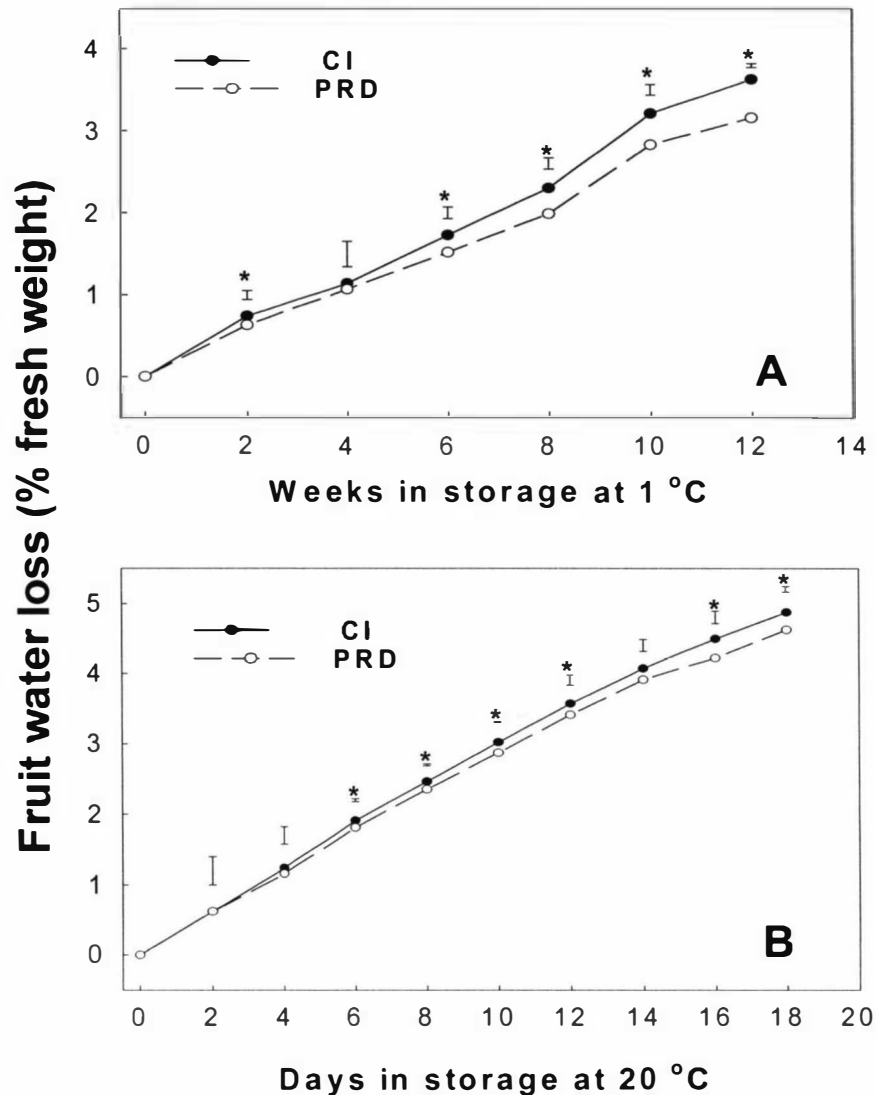 Fruit water loss (% fresh weight)
4
3
2
1
0
CI
PRD
*
*
*
*
*
A
0 2 4 6 8 10 12 14
Weeks in storage at 1 °C
5
4
3
2
1
0
CI
PRD
*
*
*
*
*
*
B
0 2 4 6 8 10 12 14 16 18 20
Days in storage at 20 °C